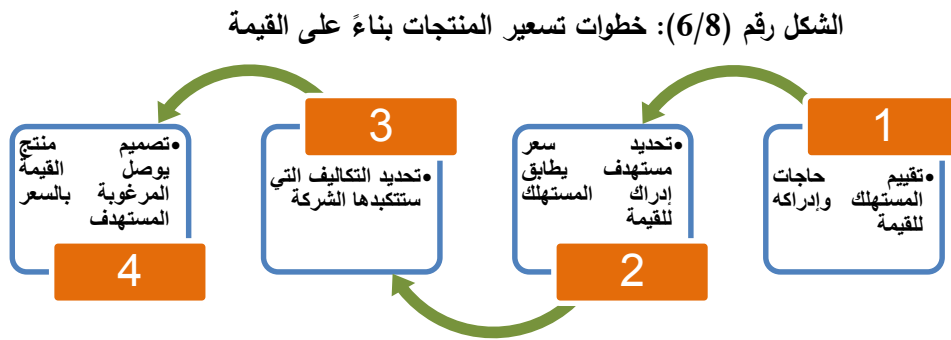 الشكل رقم (6/8): خطوات تسعير المنتجات بناءً على القيمة
1
•تقييم حاجات
المستهلك وإدراكه
للقيمة
•تحديد سعر
مستهدف يطابق
إدراك المستهلك
للقيمة
2
3
•تحديد التكاليف التي
ستتكبدها الشركة
•تصميم منتج
يوصل القيمة
المرغوبة بالسعر
المستهدف
4